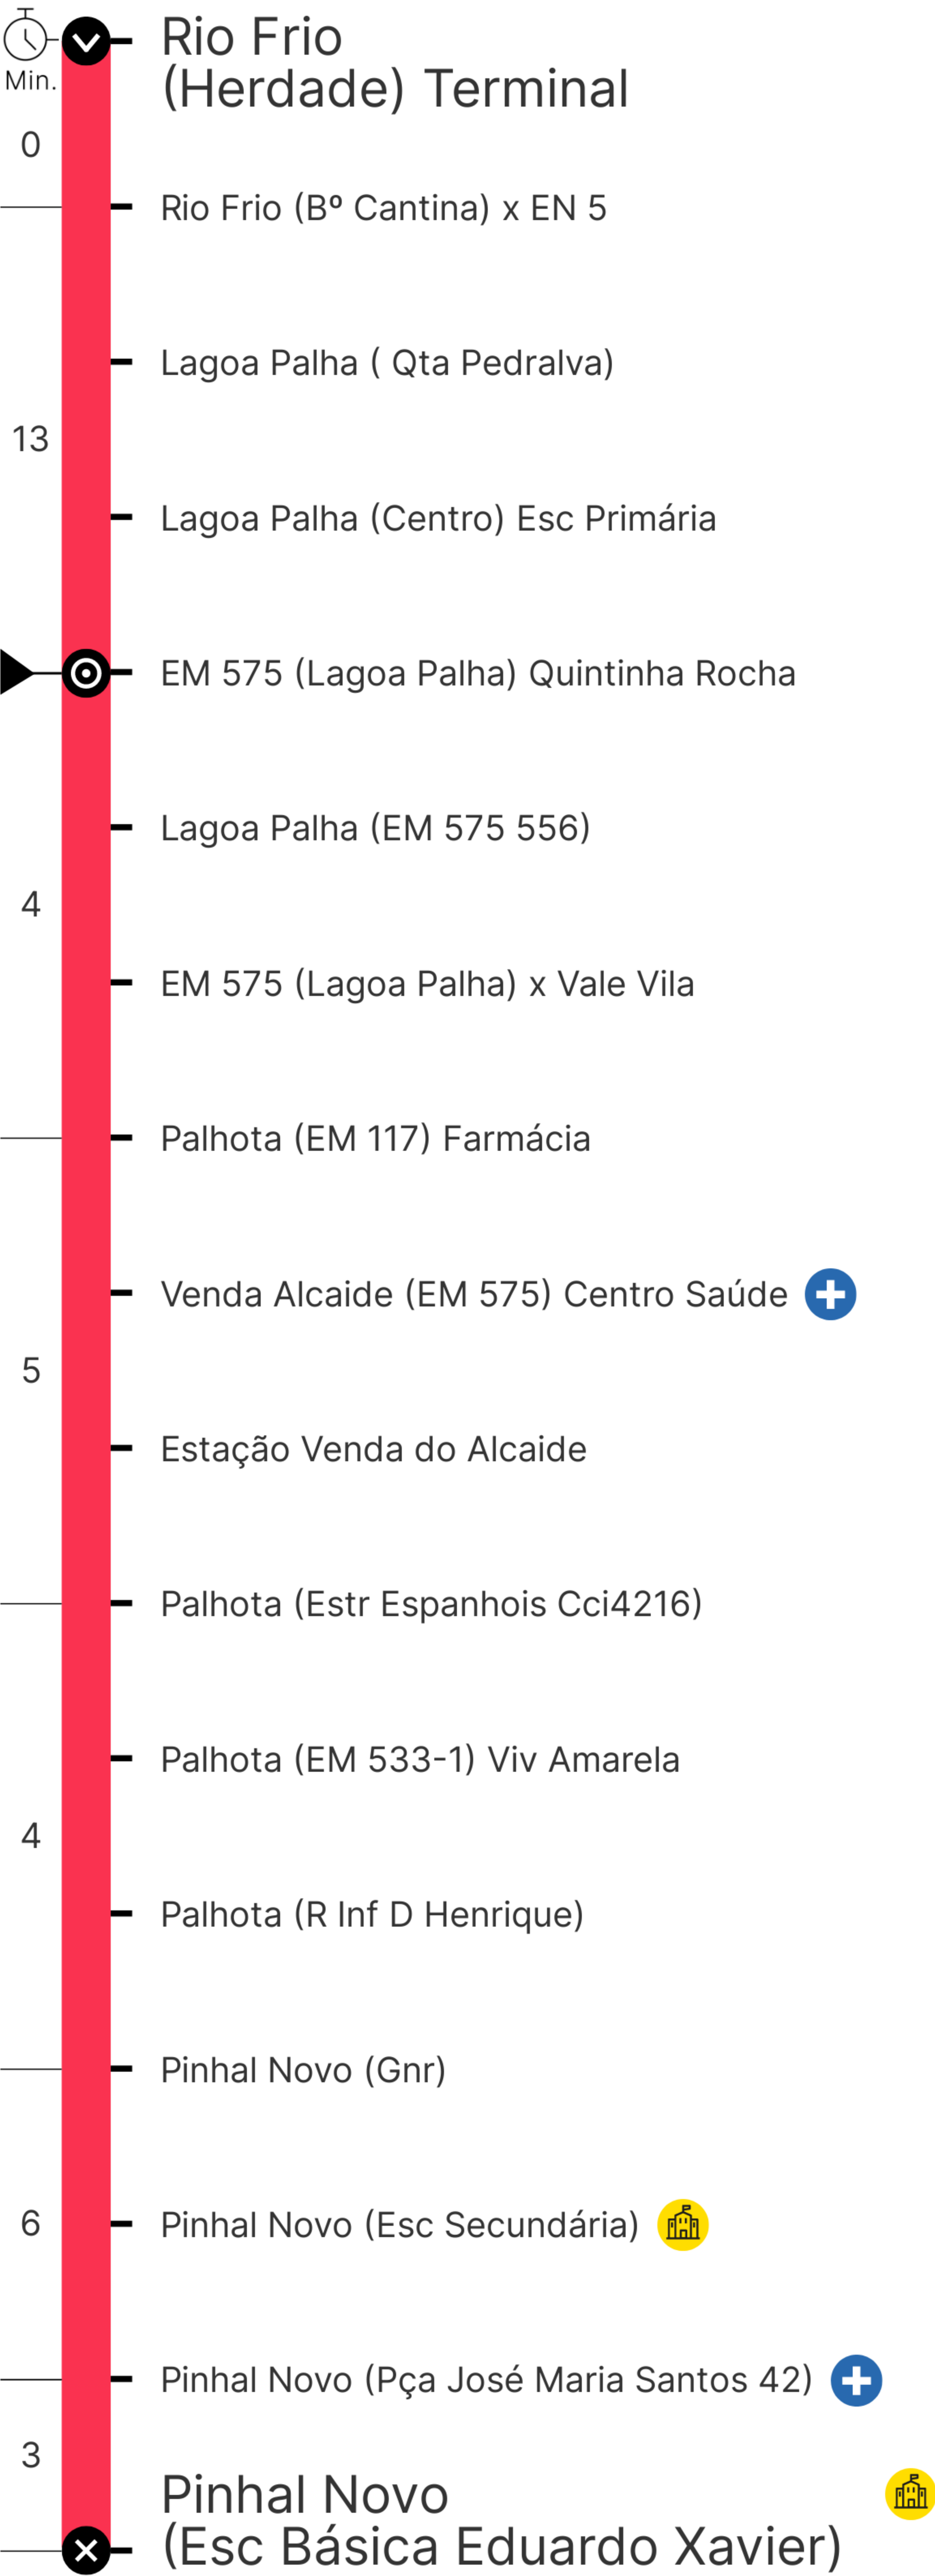 Rio Frio
(Herdade) Terminal
Min.
0
Rio Frio (Bº Cantina) x EN 5
Lagoa Palha ( Qta Pedralva)
13
Lagoa Palha (Centro) Esc Primária
EM 575 (Lagoa Palha) Quintinha Rocha
Lagoa Palha (EM 575 556)
4
EM 575 (Lagoa Palha) x Vale Vila
Palhota (EM 117) Farmácia
Venda Alcaide (EM 575) Centro Saúde
5
Estação Venda do Alcaide
Palhota (Estr Espanhois Cci4216)
Palhota (EM 533-1) Viv Amarela
4
Palhota (R Inf D Henrique)
Pinhal Novo (Gnr)
6
Pinhal Novo (Esc Secundária)
Pinhal Novo (Pça José Maria Santos 42)
3
Pinhal Novo
(Esc Básica Eduardo Xavier)